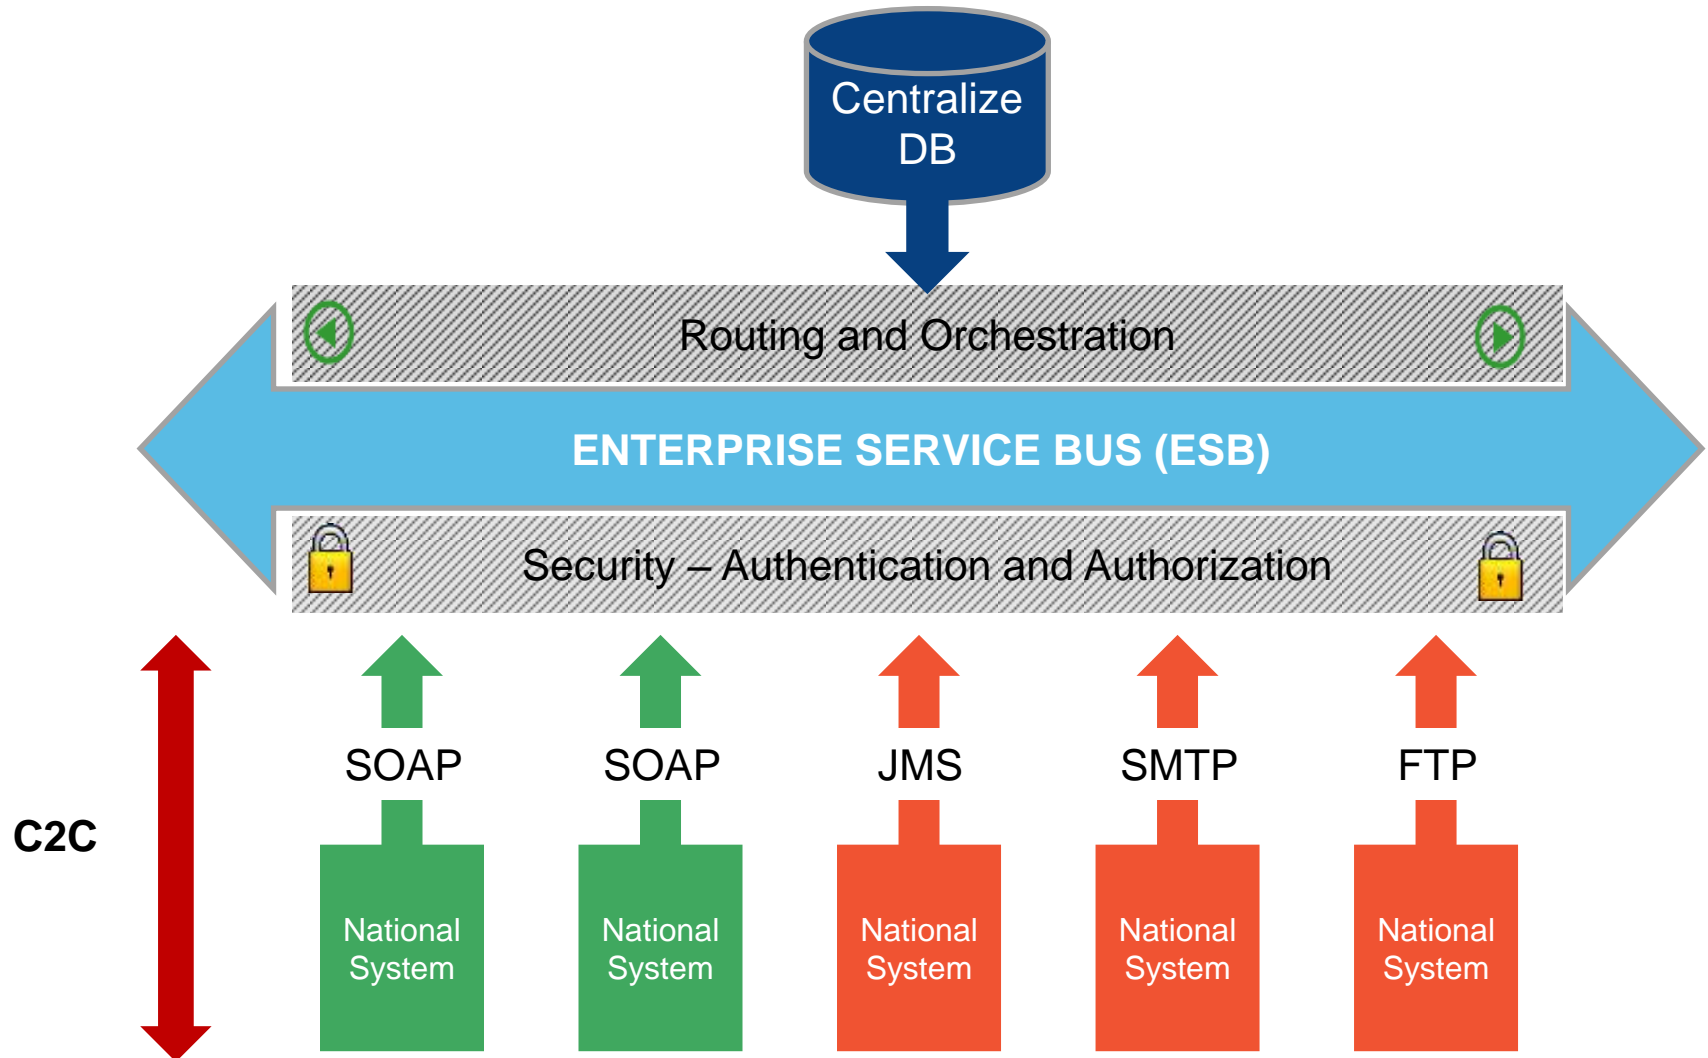 Centralize
DB
Routing and Orchestration
ENTERPRISE SERVICE BUS (ESB)
Security – Authentication and Authorization
SOAP
SOAP
JMS
SMTP
FTP
C2C
National
System
National
System
National
System
National
System
National
System